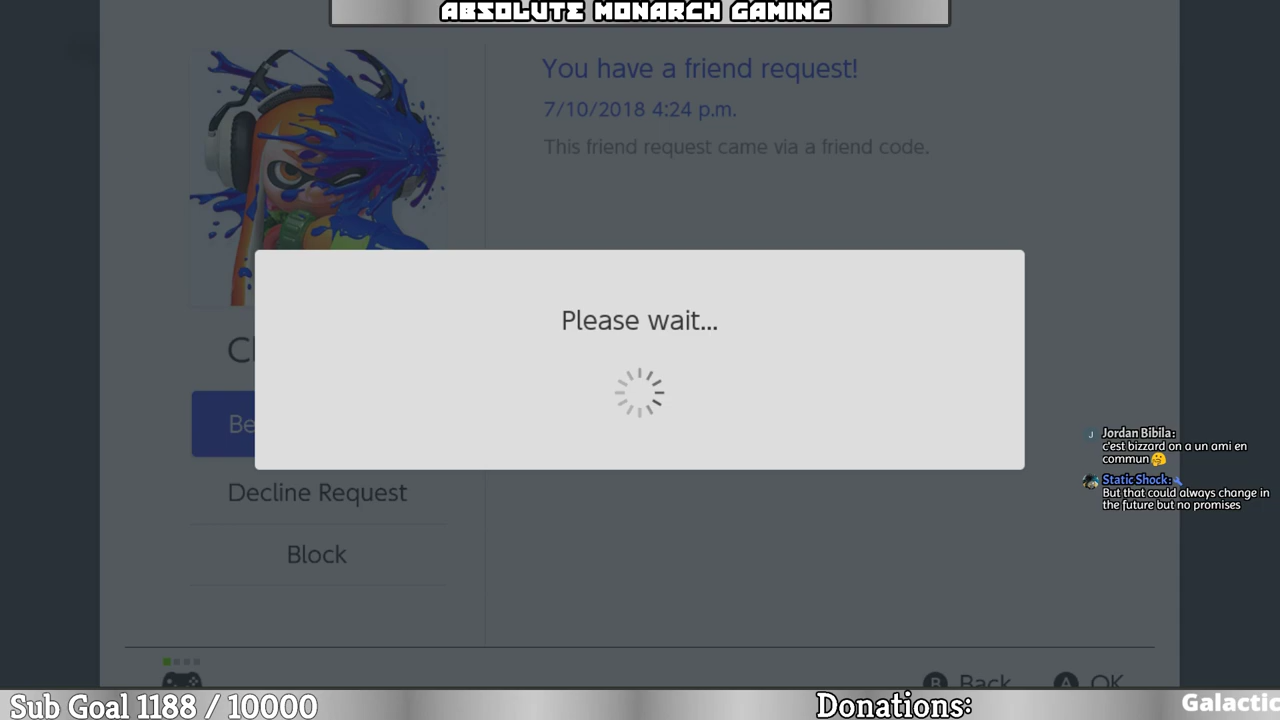 ABSOLUTE MONARCH GAMING
You have a friend request!
7/10/2018 4:24 p.m.
This friend request came via a friend code.
Please wait...
Decline Request
Block
Jordan Bibila:
c'est bizzard on a un ami en
commun🤔
Static Shock:
But that could always change in
the future but no promises
Back
OK
Sub Goal 1188 / 10000
Donations:
Galactic